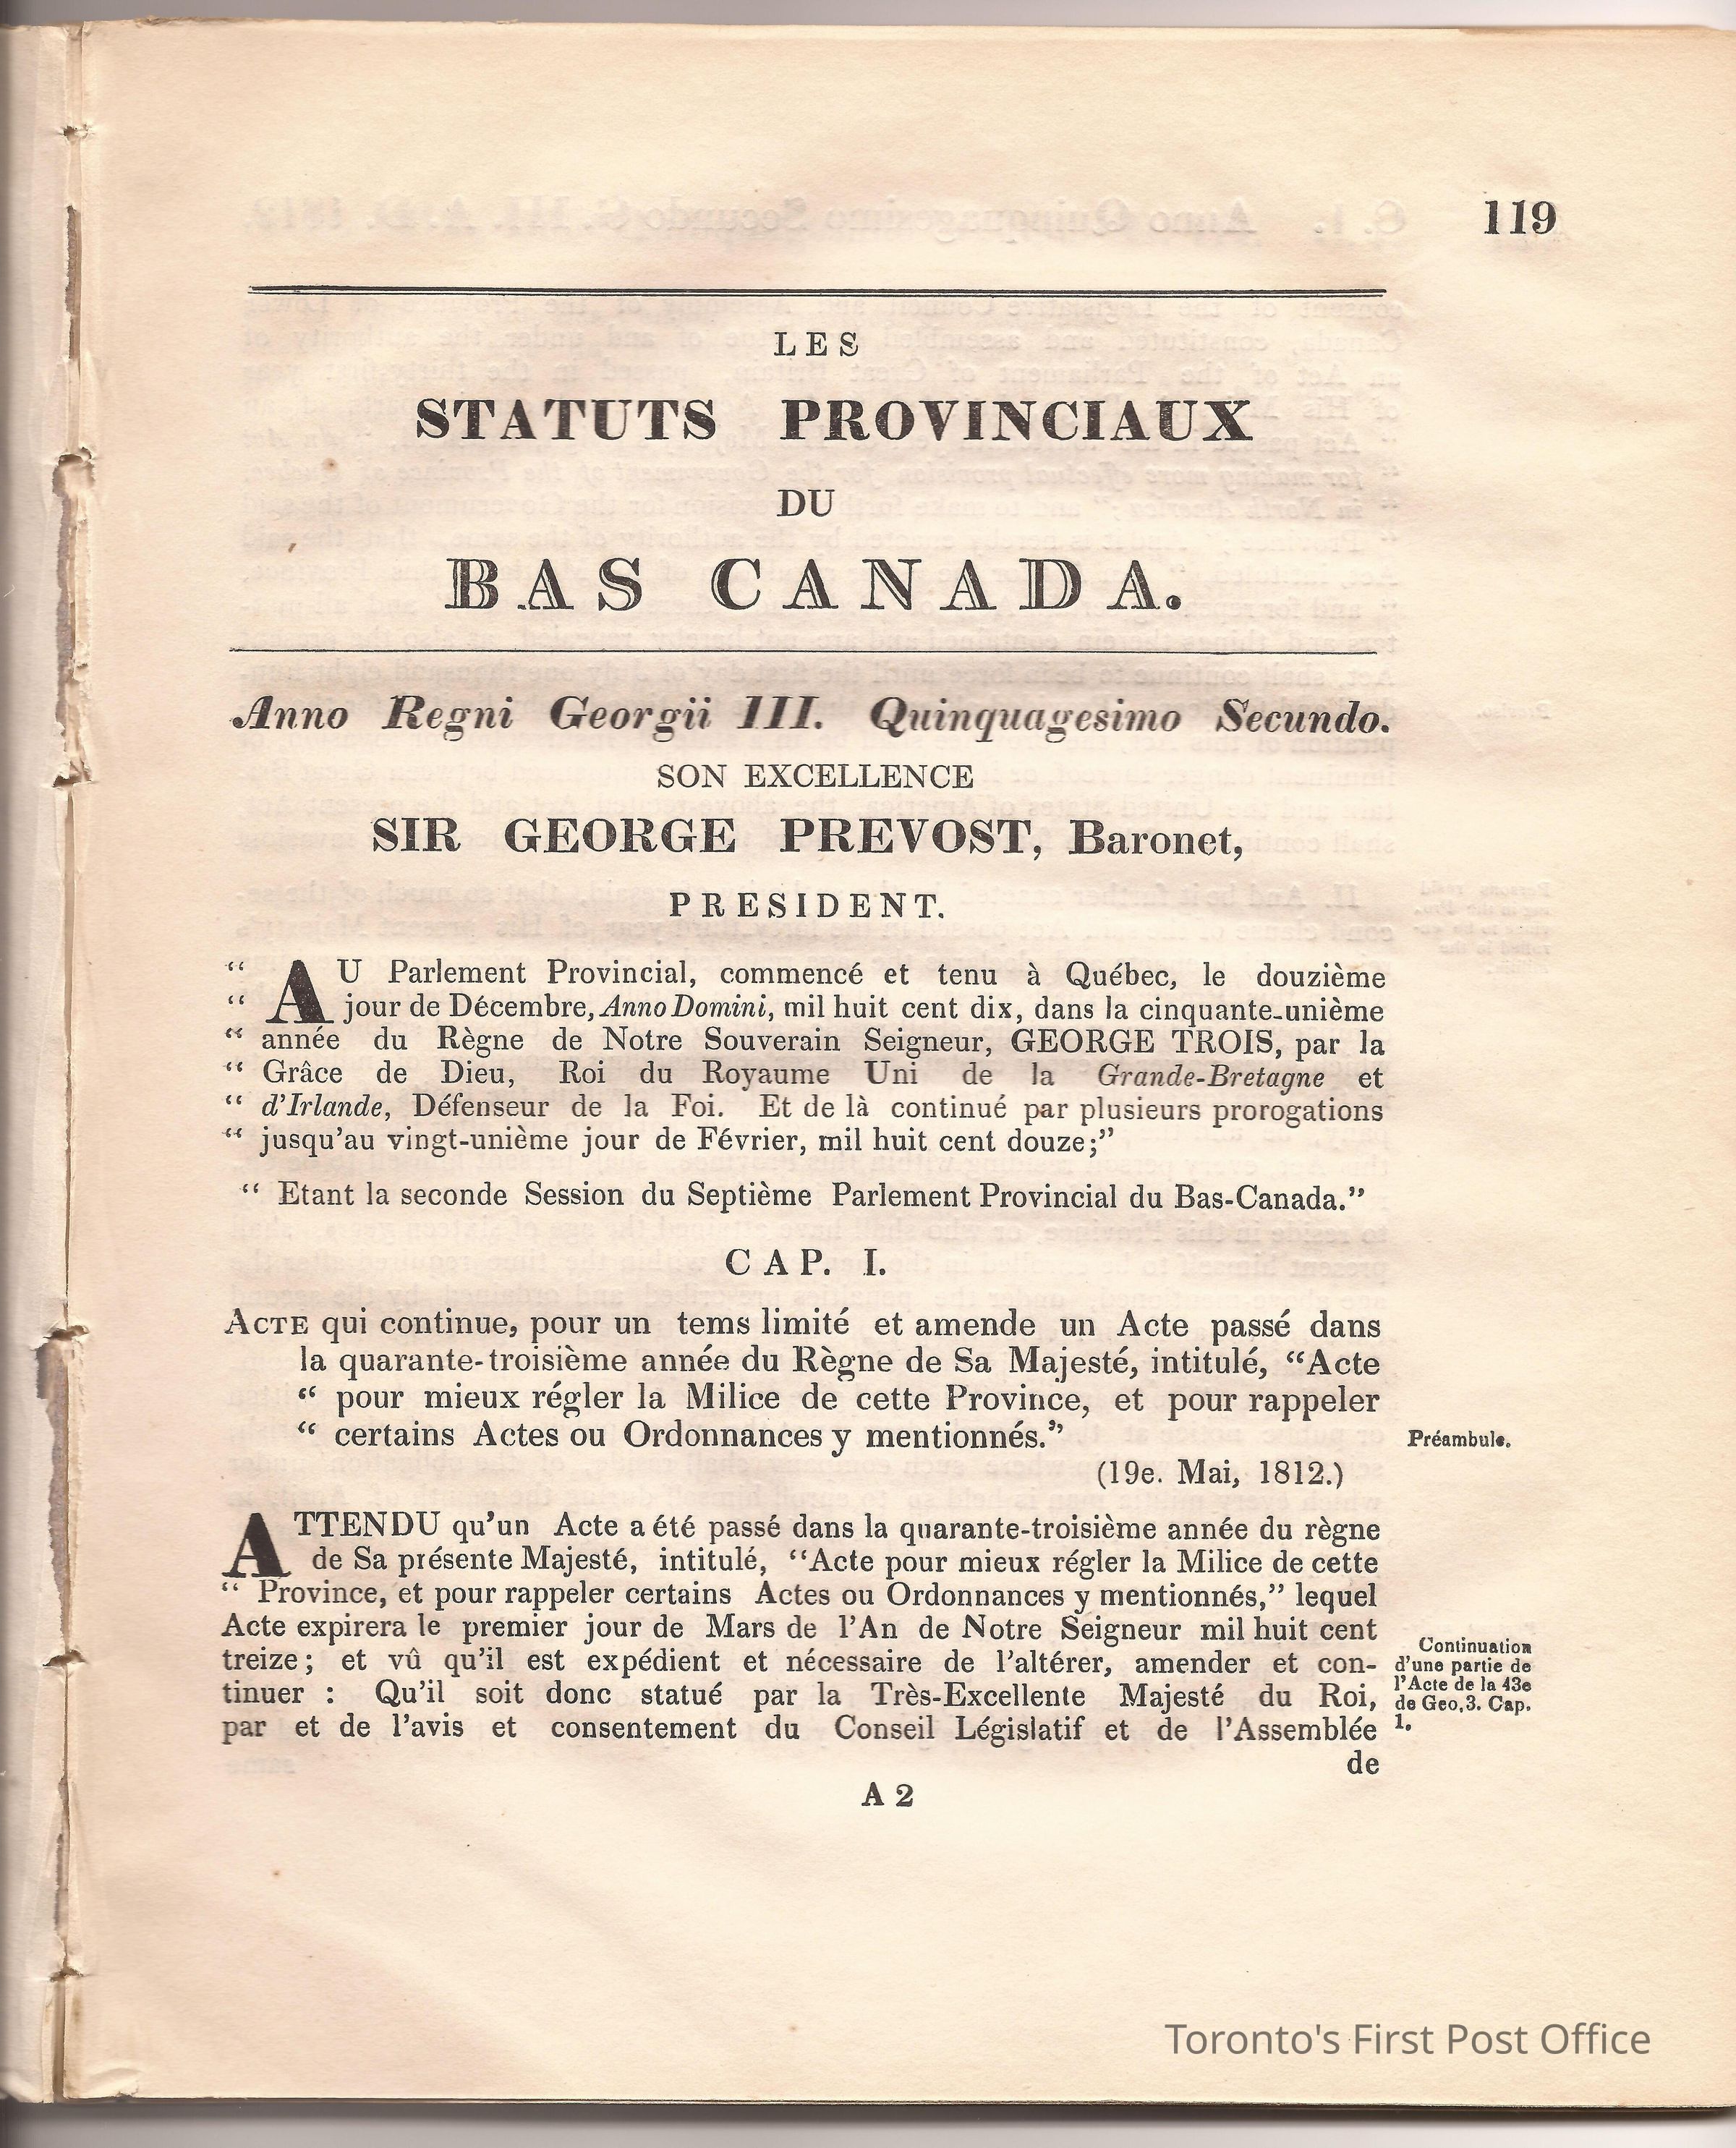 119
LES
STATUTS PROVINCIAUX
DU
BAS CANADA.
Anno Regni Georgii III. Quinquagesimo Secundo.
SON EXCELLENCE
SIR GEORGE PREVOST, Baronet,
PRESIDENT.
“ AU Parlement Provincial, commencé et tenu à Québec, le douzième
“ jour de Décembre, Anno Domini, mil huit cent dix, dans la cinquante-unième
“ année du Règne de Notre Souverain Seigneur, GEORGE TROIS, par la
“ Grâce de Dieu, Roi du Royaume Uni de la Grande-Bretagne et
“ d'Irlande, Défenseur de la Foi. Et de là continué par plusieurs prorogations
“ jusqu'au vingt-unième jour de Février, mil huit cent douze;”
“ Etant la seconde Session du Septième Parlement Provincial du Bas-Canada.”
CAP. I.
ACTE qui continue, pour un tems limité et amende un Acte passé dans
la quarante-troisième année du Règne de Sa Majesté, intitulé, “Acte
“ pour mieux régler la Milice de cette Province, et pour rappeler
“ certains Actes ou Ordonnances y mentionnés.”
Préambule.
(19e. Mai, 1812.)
ATTENDU qu'un Acte a été passé dans la quarante-troisième année du règne
de Sa présente Majesté, intitulé, “Acte pour mieux régler la Milice de cette
“ Province, et pour rappeler certains Actes ou Ordonnances y mentionnés,” lequel
Acte expirera le premier jour de Mars de l'An de Notre Seigneur mil huit cent
treize; et vû qu'il est expédient et nécessaire de l'altérer, amender et con-
tinuer : Qu'il soit donc statué par la Très-Excellente Majesté du Roi,
par et de l'avis et consentement du Conseil Législatif et de l'Assemblée
de
Continuation
d'une partie de
l'Acte de la 43e
de Geo,3. Cap.
1.
A 2
Toronto's First Post Office